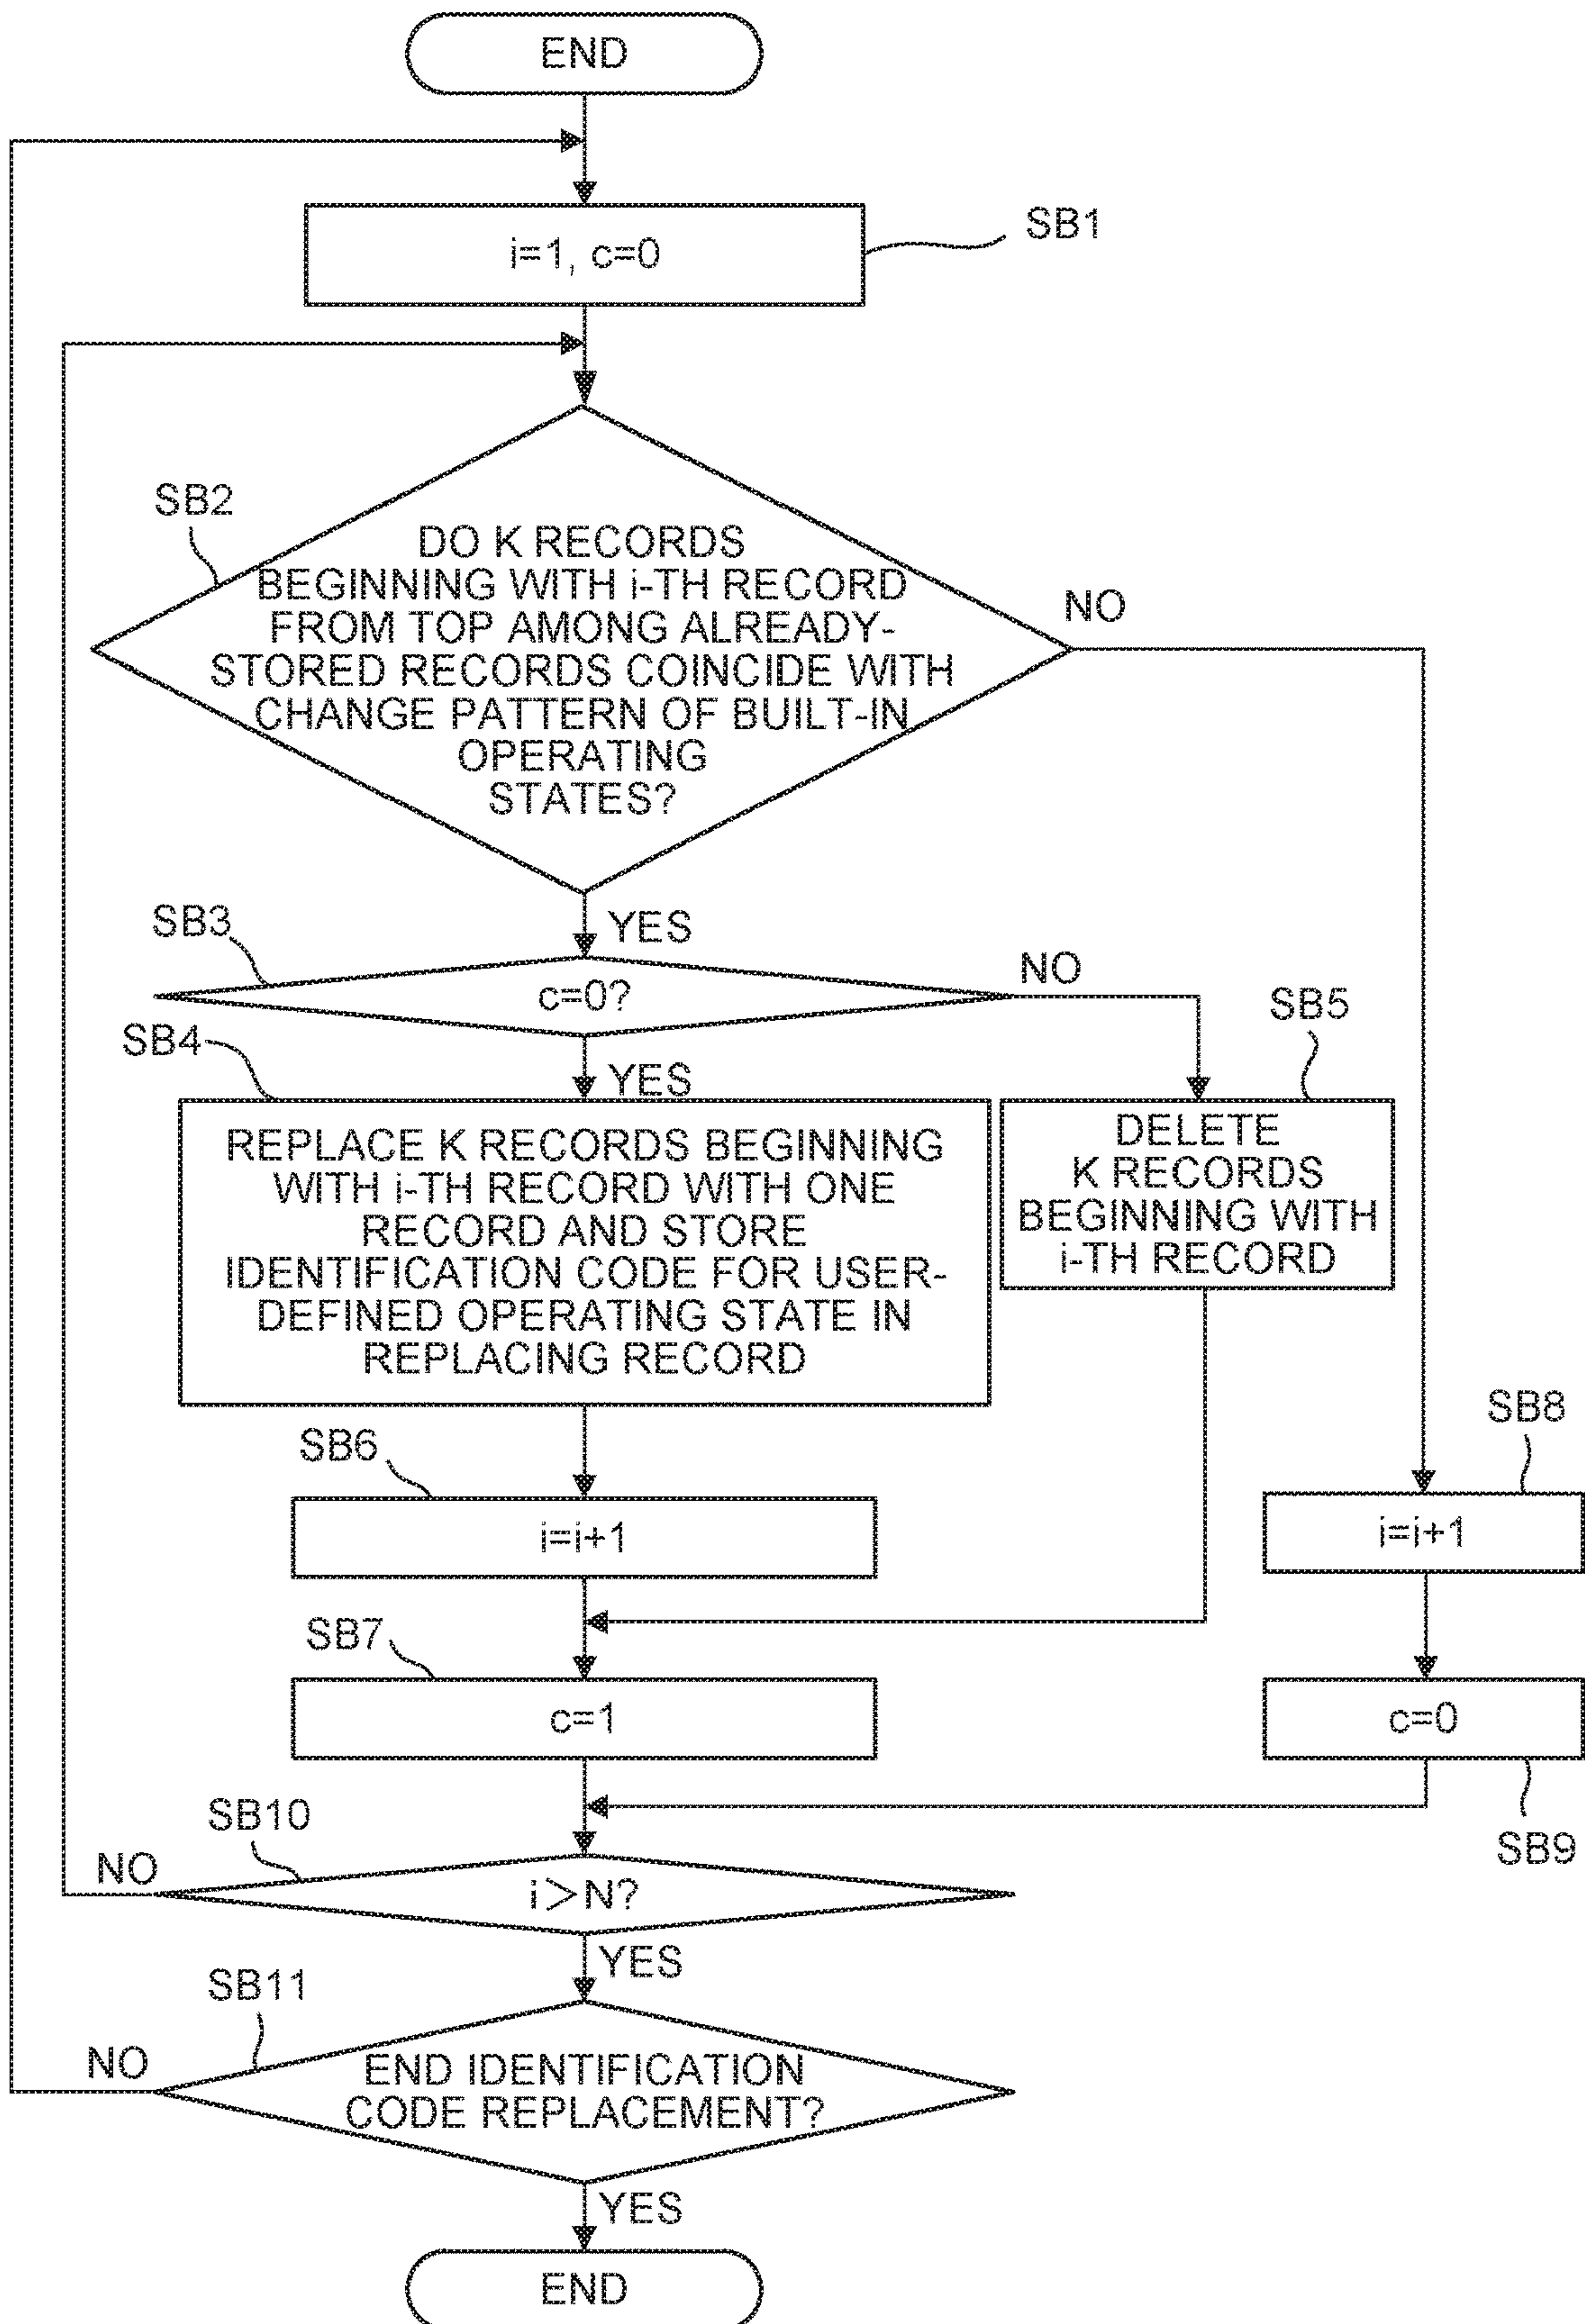 END
i=1, c=0
SB1
SB2
DO K RECORDS
BEGINNING WITH i-TH RECORD
FROM TOP AMONG ALREADY-
STORED RECORDS COINCIDE WITH
CHANGE PATTERN OF BUILT-IN
OPERATING
STATES?
NO
YES
SB3
c=0?
NO
YES
SB4
REPLACE K RECORDS BEGINNING
WITH i-TH RECORD WITH ONE
RECORD AND STORE
IDENTIFICATION CODE FOR USER-
DEFINED OPERATING STATE IN
REPLACING RECORD
SB5
DELETE
K RECORDS
BEGINNING WITH
i-TH RECORD
SB6
i=i+1
SB8
i=i+1
SB7
c=1
c=0
SB9
SB10
NO
i>N?
YES
SB11
NO
END IDENTIFICATION
CODE REPLACEMENT?
YES
END